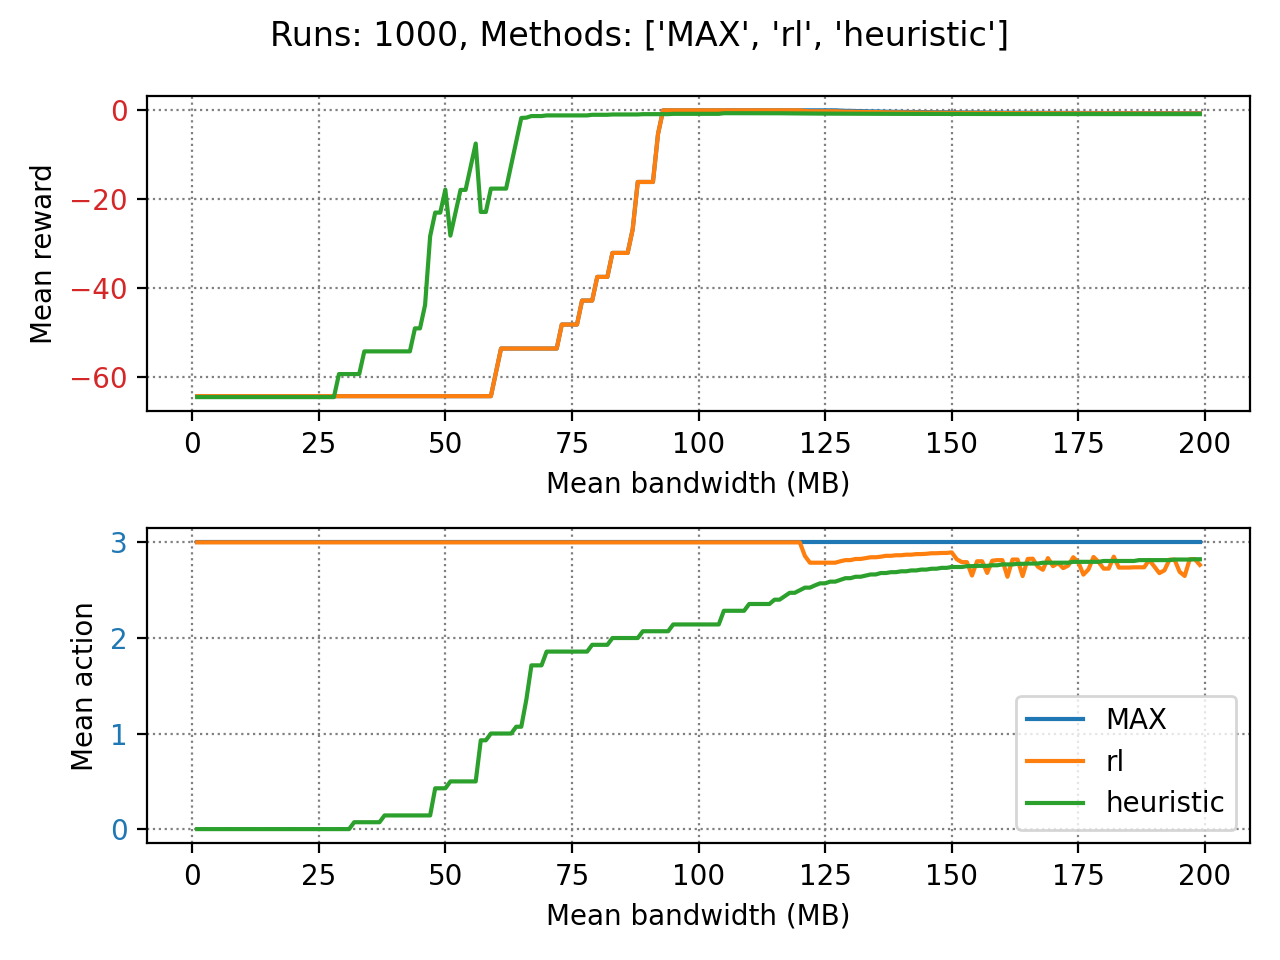 Runs: 1000, Methods: ['MAX', 'rl', 'heuristic']
Mean reward
0
−20
−40
−60
0 25 50 75 100 125 150 175 200
Mean bandwidth (MB)
Mean action
3
2
1
0
MAX
rl
heuristic
0 25 50 75 100 125 150 175 200
Mean bandwidth (MB)